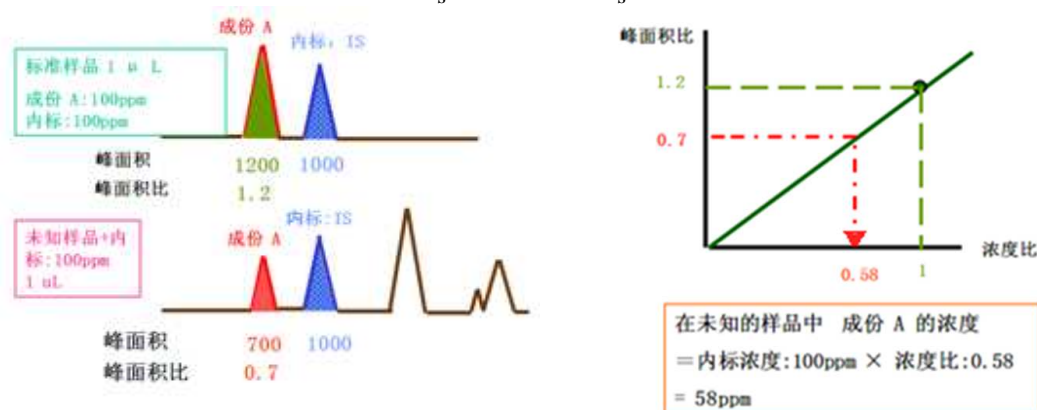 成份 A
内标，IS
标准样品 1 μ L
成份 A:100ppm
内标:100ppm
峰面积
1200 1000
峰面积比
1.2
内标:IS
成份 A
未知样品+内
标:100ppm
1 uL
峰面积
700 1000
峰面积比
0.7
峰面积比
1.2
0.7
浓度比
0.58
1
在未知的样品中 成份 A 的浓度
=内标浓度:100ppm × 浓度比:0.58
= 58ppm